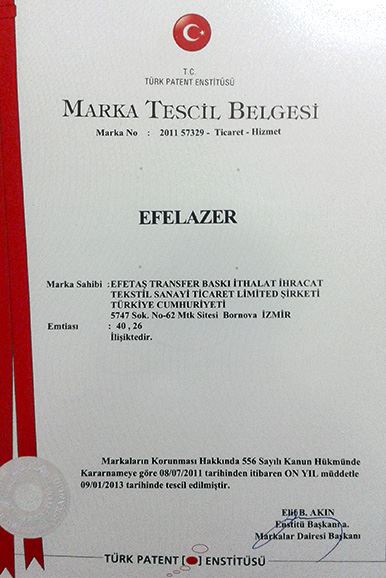 T.C.
TÜRK PATENT ENSTİTÜSÜ
MARKA TESCİL BELGESİ
Marka No : 2011 57329 - Ticaret - Hizmet
EFELAZER
Marka Sahibi : EFETAŞ TRANSFER BASKI İTHALAT İHRACAT
TEKSTİL SANAYİ TİCARET LİMİTED ŞİRKETİ
TÜRKİYE CUMHURİYETİ
5747 Sok. No-62 Mtk Sitesi Bornova İZMİR
Emtiası : 40 , 26
İlişiktedir.
Markaların Korunması Hakkında 556 Sayılı Kanun Hükmünde
Kararnameye göre 08/07/2011 tarihinden itibaren ON YIL müddetle
09/01/2013 tarihinde tescil edilmiştir.
Elif B. AKIN
Enstitü Başkanı a.
Markalar Dairesi Başkanı
TÜRK PATENT ENSTİTÜSÜ